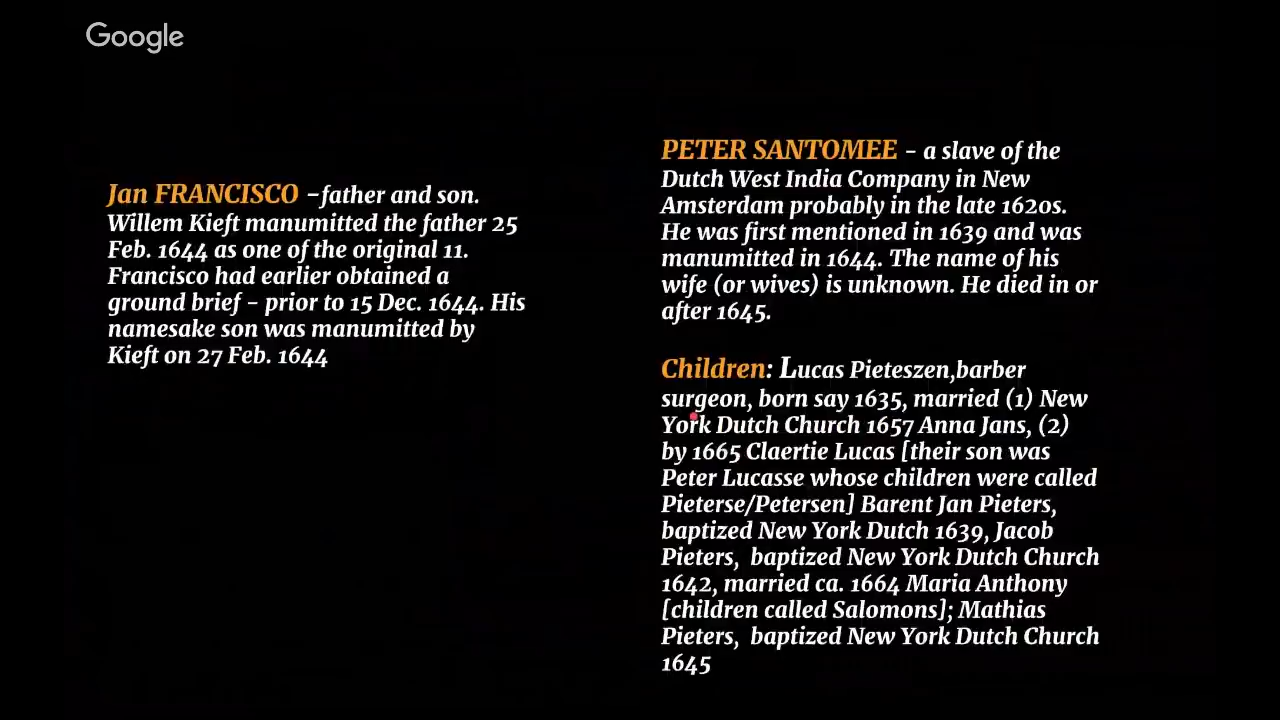 Google
Jan FRANCISCO –father and son.
Willem Kieft manumitted the father 25
Feb. 1644 as one of the original 11.
Francisco had earlier obtained a
ground brief – prior to 15 Dec. 1644. His
namesake son was manumitted by
Kieft on 27 Feb. 1644
PETER SANTOMEE – a slave of the
Dutch West India Company in New
Amsterdam probably in the late 1620s.
He was first mentioned in 1639 and was
manumitted in 1644. The name of his
wife (or wives) is unknown. He died in or
after 1645.
Children: Lucas Pieteszen,barber
surgeon, born say 1635, married (1) New
York Dutch Church 1657 Anna Jans, (2)
by 1665 Claertie Lucas [their son was
Peter Lucasse whose children were called
Pieterse/Petersen] Barent Jan Pieters,
baptized New York Dutch 1639, Jacob
Pieters, baptized New York Dutch Church
1642, married ca. 1664 Maria Anthony
[children called Salomons]; Mathias
Pieters, baptized New York Dutch Church
1645